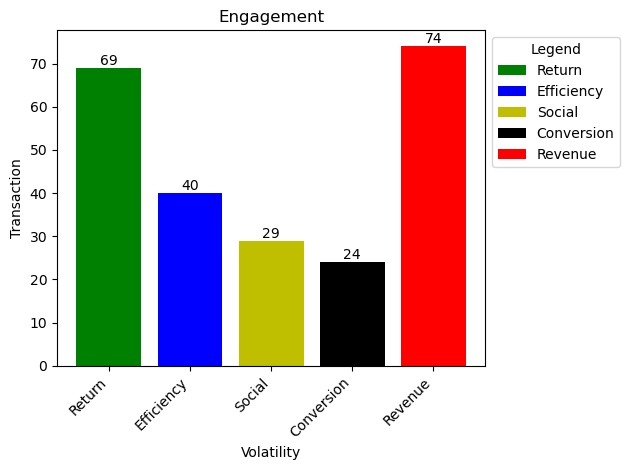 Engagement
Transaction
70
60
50
40
30
20
10
0
69
40
29
24
74
Return
Efficiency
Social
Conversion
Revenue
Volatility
Legend
Return
Efficiency
Social
Conversion
Revenue